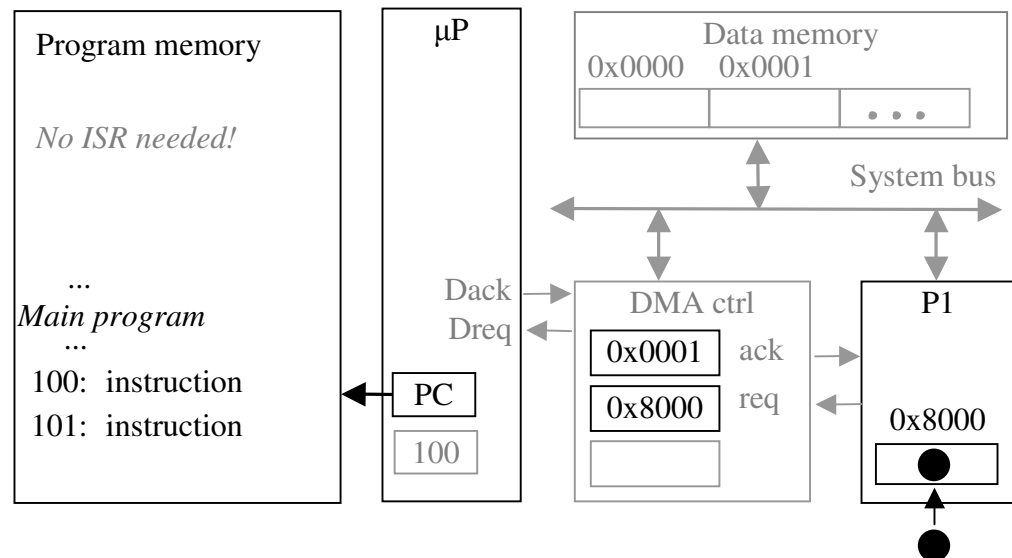 Program memory
No ISR needed!
...
Main program
...
100: instruction
101: instruction
μP
Dack
Dreq
PC
100
Data memory
0x0000 0x0001
...
System bus
DMA ctrl
0x0001
ack
0x8000
req
P1
0x8000